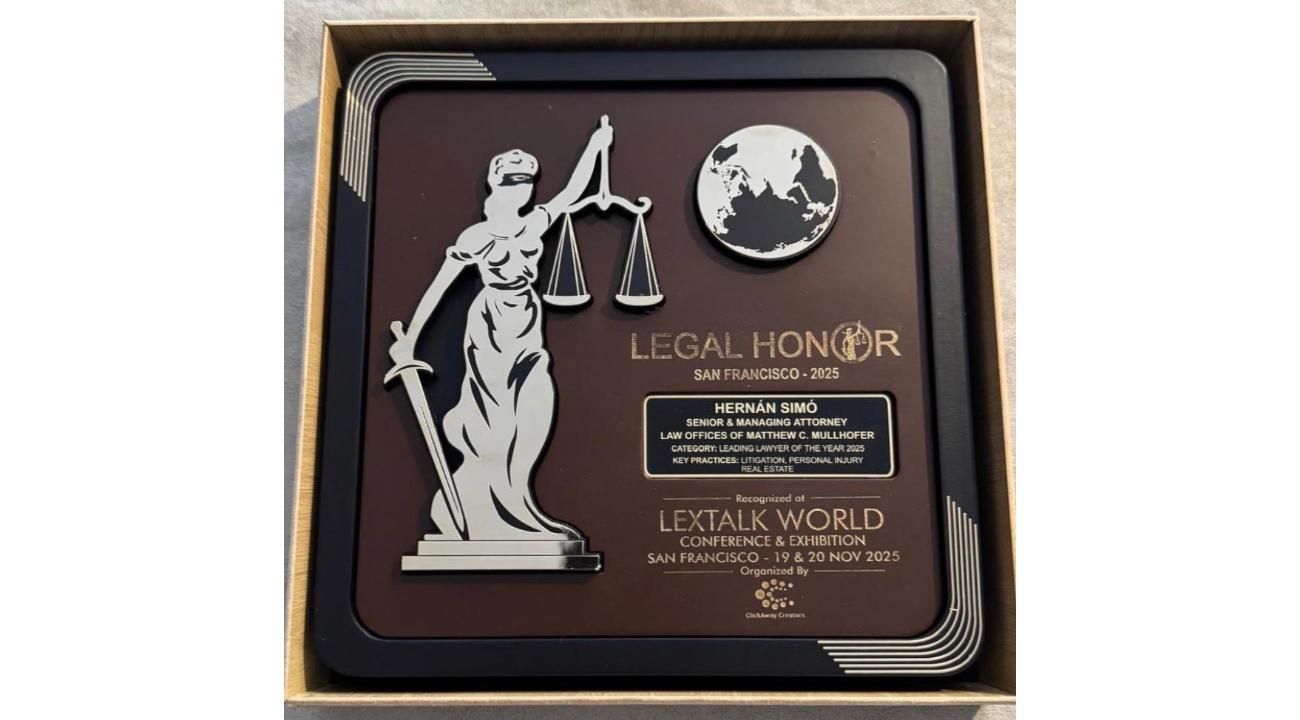 LEGAL HONOR
SAN FRANCISCO - 2025
HERNÁN SIMÓ
SENIOR & MANAGING ATTORNEY
LAW OFFICES OF MATTHEW C. MULLHOFER
CATEGORY: LEADING LAWYER OF THE YEAR 2025
KEY PRACTICES: LITIGATION, PERSONAL INJURY
REAL ESTATE
Recognized at
LEXTALK WORLD
CONFERENCE & EXHIBITION
SAN FRANCISCO - 19 & 20 NOV 2025
Organized By
ClickAway Creators